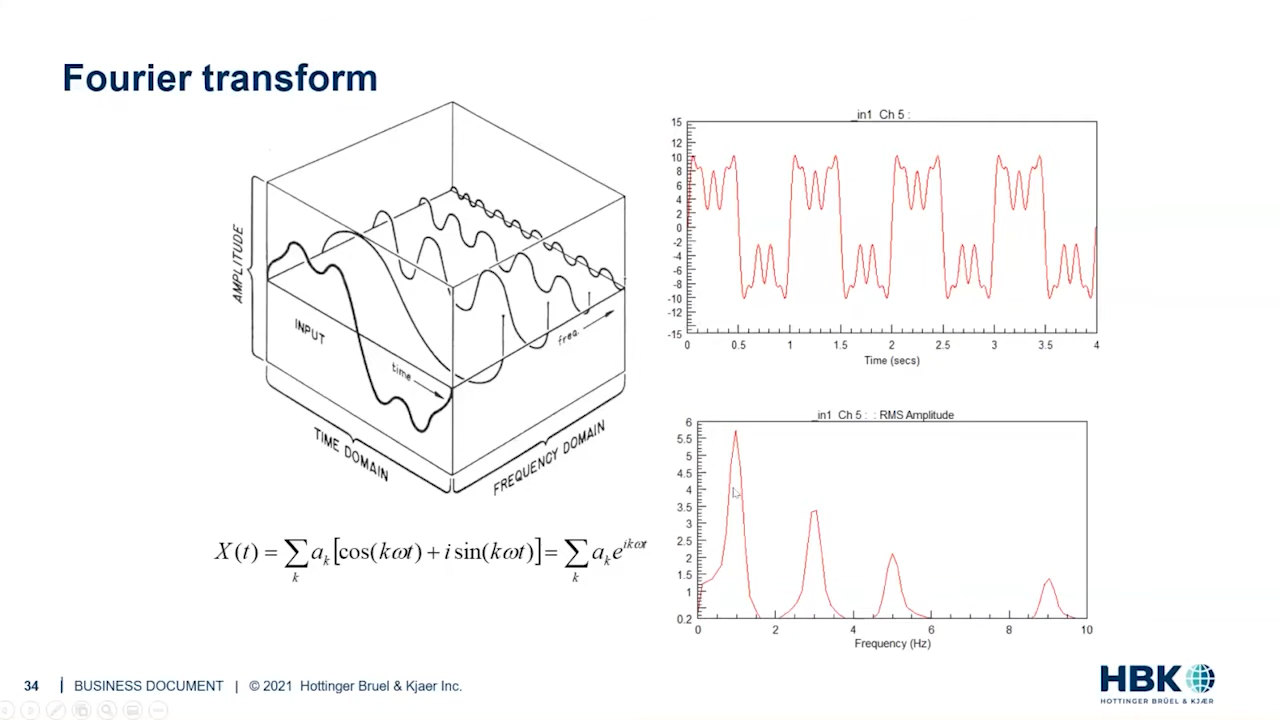 Fourier transform
AMPLITUDE
INPUT
time
freq.
TIME DOMAIN
FREQUENCY DOMAIN
X(t) = ∑ₖ aₖ[cos(kωt) + i sin(kωt)] = ∑ₖ aₖe^{ikωt}
_in1 Ch 5 :
15
12
10
8
6
4
2
0
-2
-4
-6
-8
-10
-12
-15
0 0.5 1 1.5 2 2.5 3 3.5 4
Time (secs)
_in1 Ch 5 : : RMS Amplitude
6
5.5
5
4.5
4
3.5
3
2.5
2
1.5
1
0.2
0 2 4 6 8 10
Frequency (Hz)
34 | BUSINESS DOCUMENT | © 2021 Hottinger Bruel & Kjaer Inc.
HBK
HOTTINGER BRÜEL & KJÆR